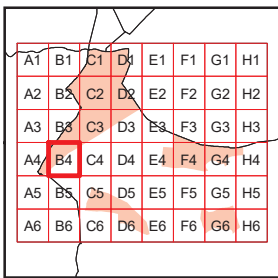 A1 B1 C1 D1 E1 F1 G1 H1
A2 B2 C2 D2 E2 F2 G2 H2
A3 B3 C3 D3 E3 F3 G3 H3
A4 B4 C4 D4 E4 F4 G4 H4
A5 B5 C5 D5 E5 F5 G5 H5
A6 B6 C6 D6 E6 F6 G6 H6